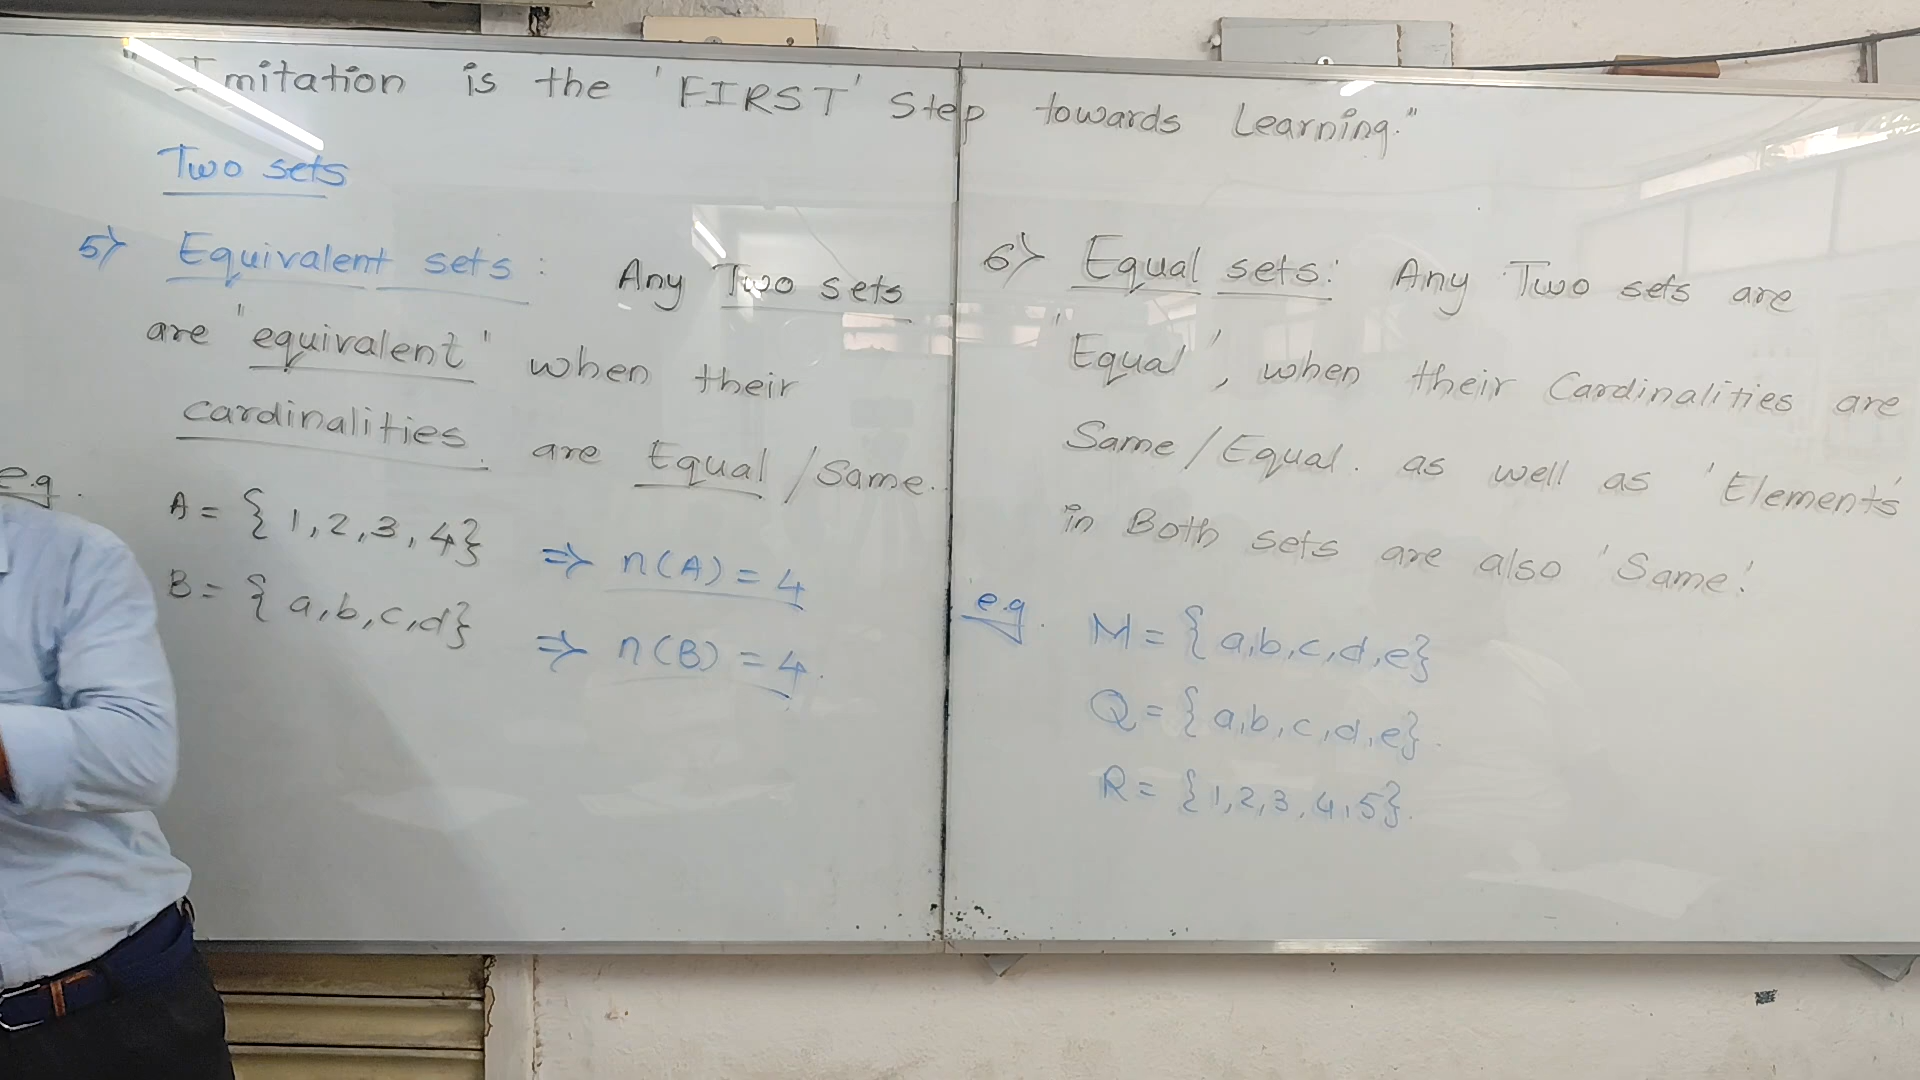 "Imitation is the 'FIRST' Step towards Learning."
Two sets
5) Equivalent sets : Any Two sets
are "equivalent" when their
cardinalities are Equal / Same.
e.g.
A = { 1, 2, 3, 4}
⇒ n(A) = 4
B = { a, b, c, d}
⇒ n(B) = 4.
6) Equal sets: Any Two sets are
"Equal", when their Cardinalities are
Same / Equal. as well as 'Elements'
in Both sets are also 'Same'.
e.g.
M = { a, b, c, d, e}
Q = { a, b, c, d, e}.
R = { 1, 2, 3, 4, 5}.